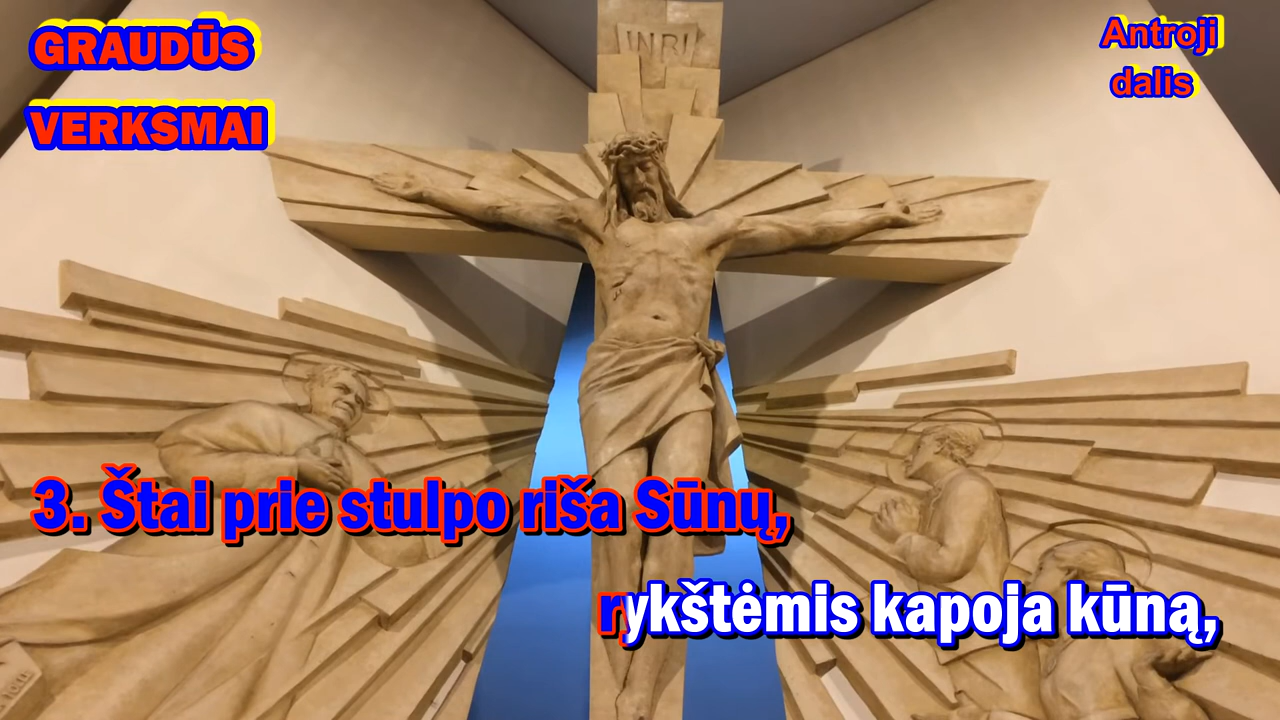 GRAUDŪS
VERKSMAI
Antroji
dalis
INRI
3. Štai prie stulpo riša Sūnų,
rykštėmis kapoja kūną,